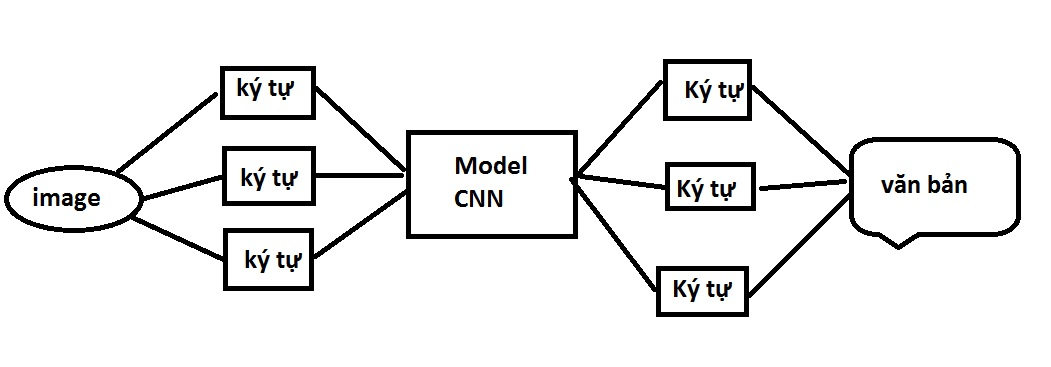 image
ký tự
ký tự
ký tự
Model
CNN
Ký tự
Ký tự
Ký tự
văn bản